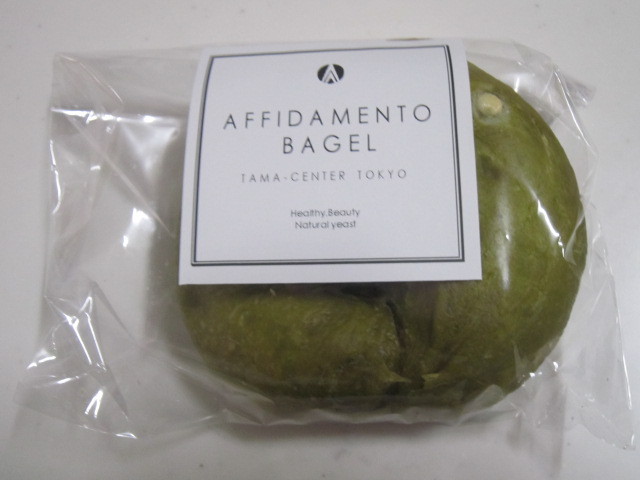 AFFIDAMENTO
BAGEL
TAMA-CENTER TOKYO
Healthy.Beauty
Natural yeast